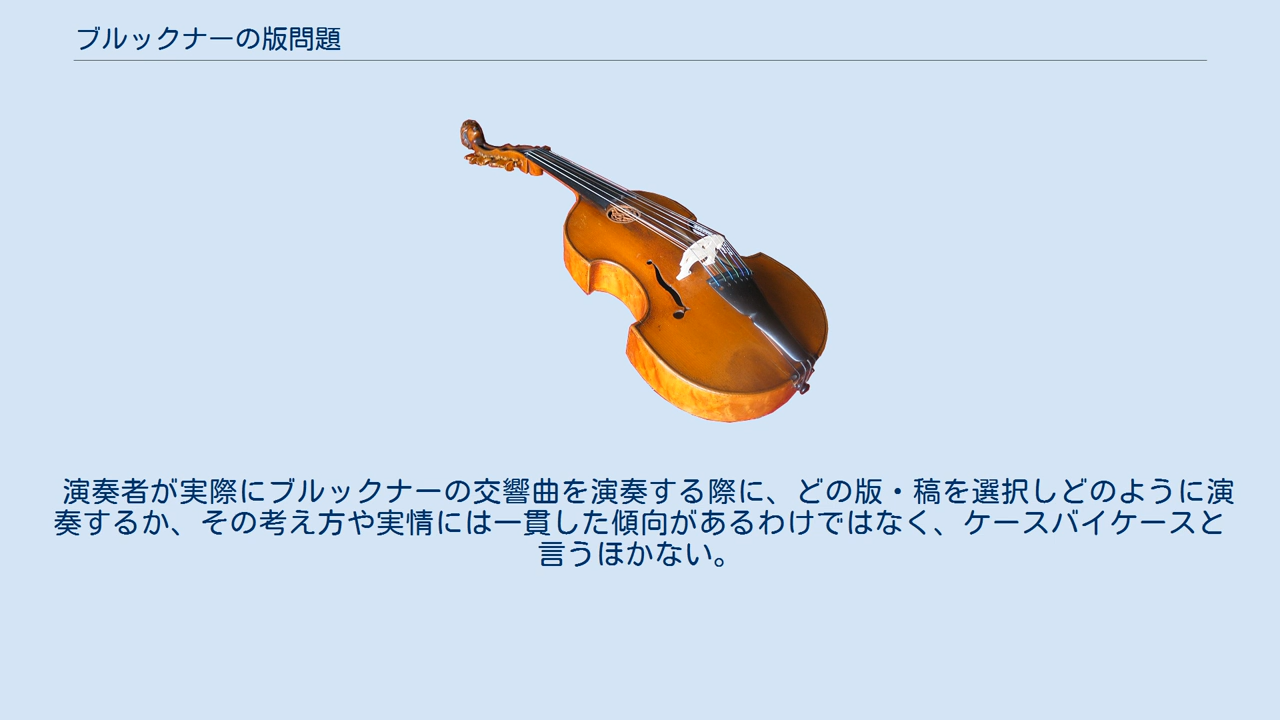 ブルックナーの版問題
演奏者が実際にブルックナーの交響曲を演奏する際に、どの版・稿を選択しどのように演
奏するか、その考え方や実情には一貫した傾向があるわけではなく、ケースバイケースと
言うほかない。